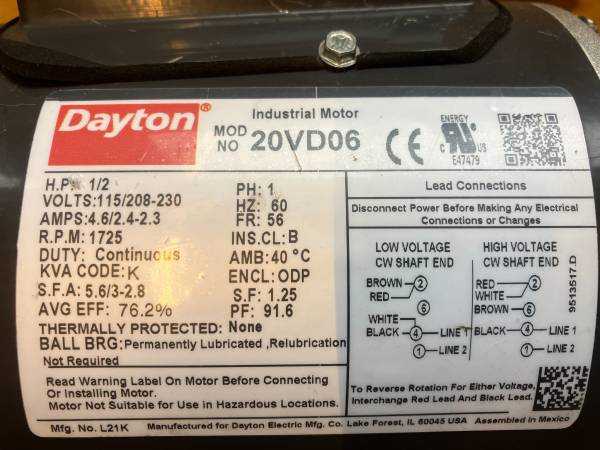 Dayton®
Industrial Motor
MOD NO 20VD06
CE
ENERGY
C UL US
E47479
H.P. 1/2
VOLTS:115/208-230
AMPS:4.6/2.4-2.3
R.P.M: 1725
DUTY: Continuous
KVA CODE: K
S.F.A: 5.6/3-2.8
AVG EFF: 76.2%
PH: 1
HZ: 60
FR: 56
INS.CL: B
AMB: 40 °C
ENCL: ODP
S.F: 1.25
PF: 91.6
THERMALLY PROTECTED: None
BALL BRG: Permanently Lubricated ,Relubrication
Not Required
Read Warning Label On Motor Before Connecting
Or Installing Motor.
Motor Not Suitable for Use in Hazardous Locations.
Lead Connections
Disconnect Power Before Making Any Electrical
Connections or Changes
LOW VOLTAGE
CW SHAFT END
BROWN 2
RED
6
WHITE
BLACK 4 LINE 1
1 LINE 2
HIGH VOLTAGE
CW SHAFT END
RED 2
WHITE
BROWN 6
BLACK 4 LINE 1
1 LINE 2
9513517.D
To Reverse Rotation For Either Voltage,
Interchange Red Lead And Black Lead.
Mfg. No. L21K Manufactured for Dayton Electric Mfg. Co. Lake Forest, IL 60045 USA Assembled in Mexico